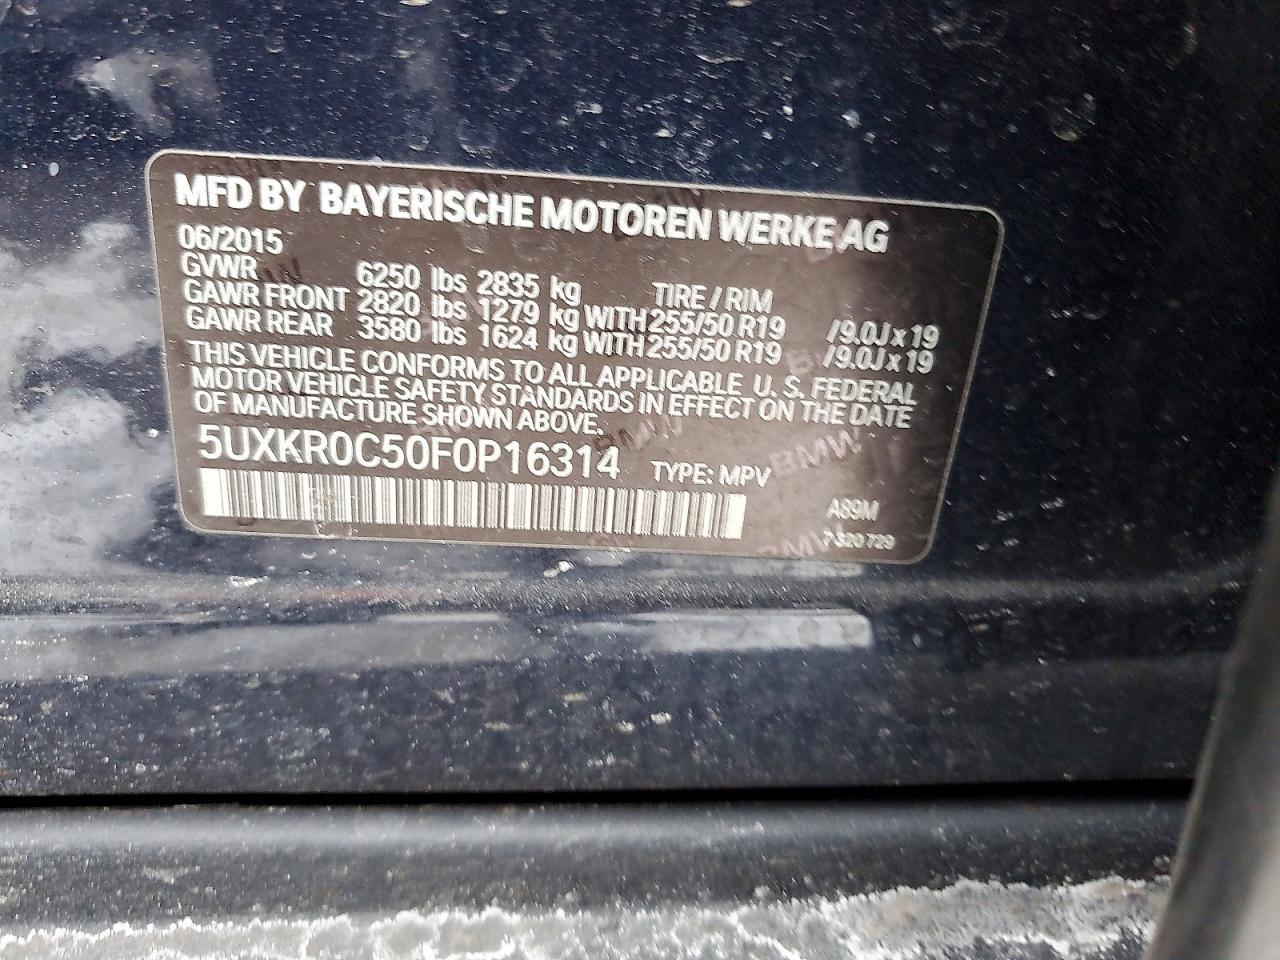 MFD BY BAYERISCHE MOTOREN WERKE AG
06/2015
GVWR 6250 lbs 2835 kg TIRE / RIM
GAWR FRONT 2820 lbs 1279 kg WITH 255/50 R19 /9.0J x 19
GAWR REAR 3580 lbs 1624 kg WITH 255/50 R19 /9.0J x 19
THIS VEHICLE CONFORMS TO ALL APPLICABLE U. S. FEDERAL
MOTOR VEHICLE SAFETY STANDARDS IN EFFECT ON THE DATE
OF MANUFACTURE SHOWN ABOVE.
5UXKR0C50F0P16314 TYPE: MPV
A89M
7 320 729